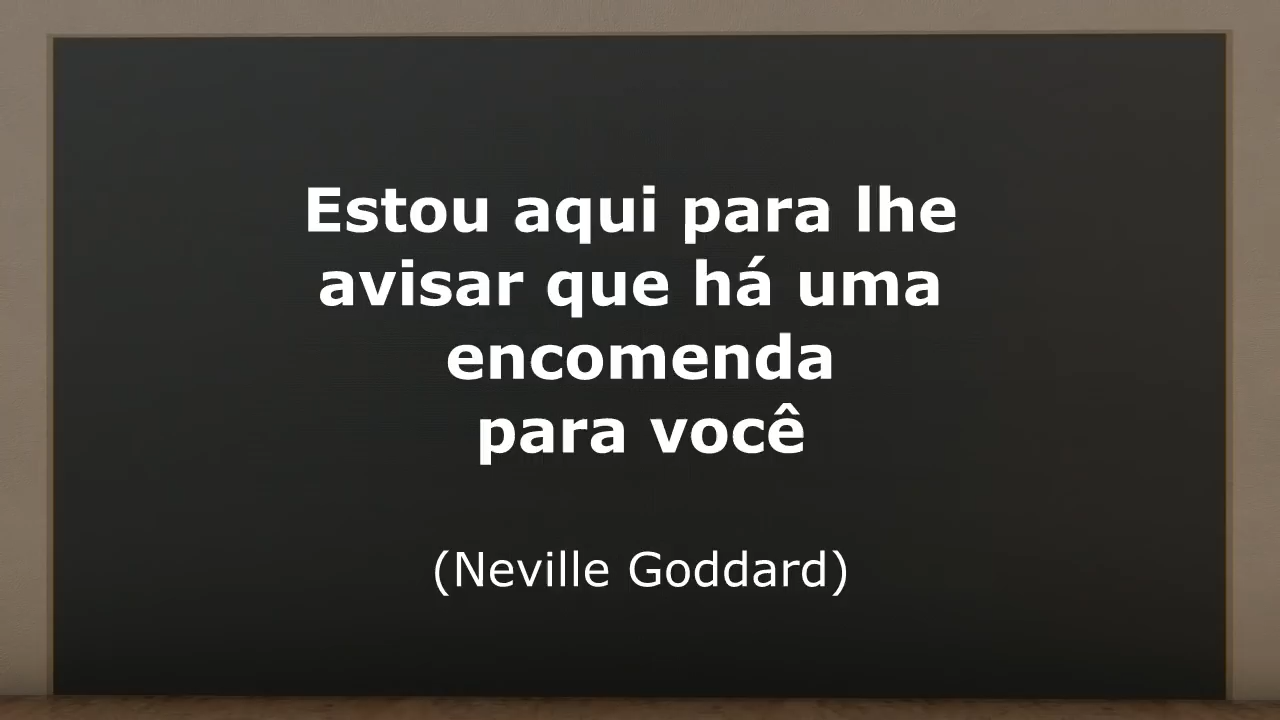 Estou aqui para lhe
avisar que há uma
encomenda
para você
(Neville Goddard)